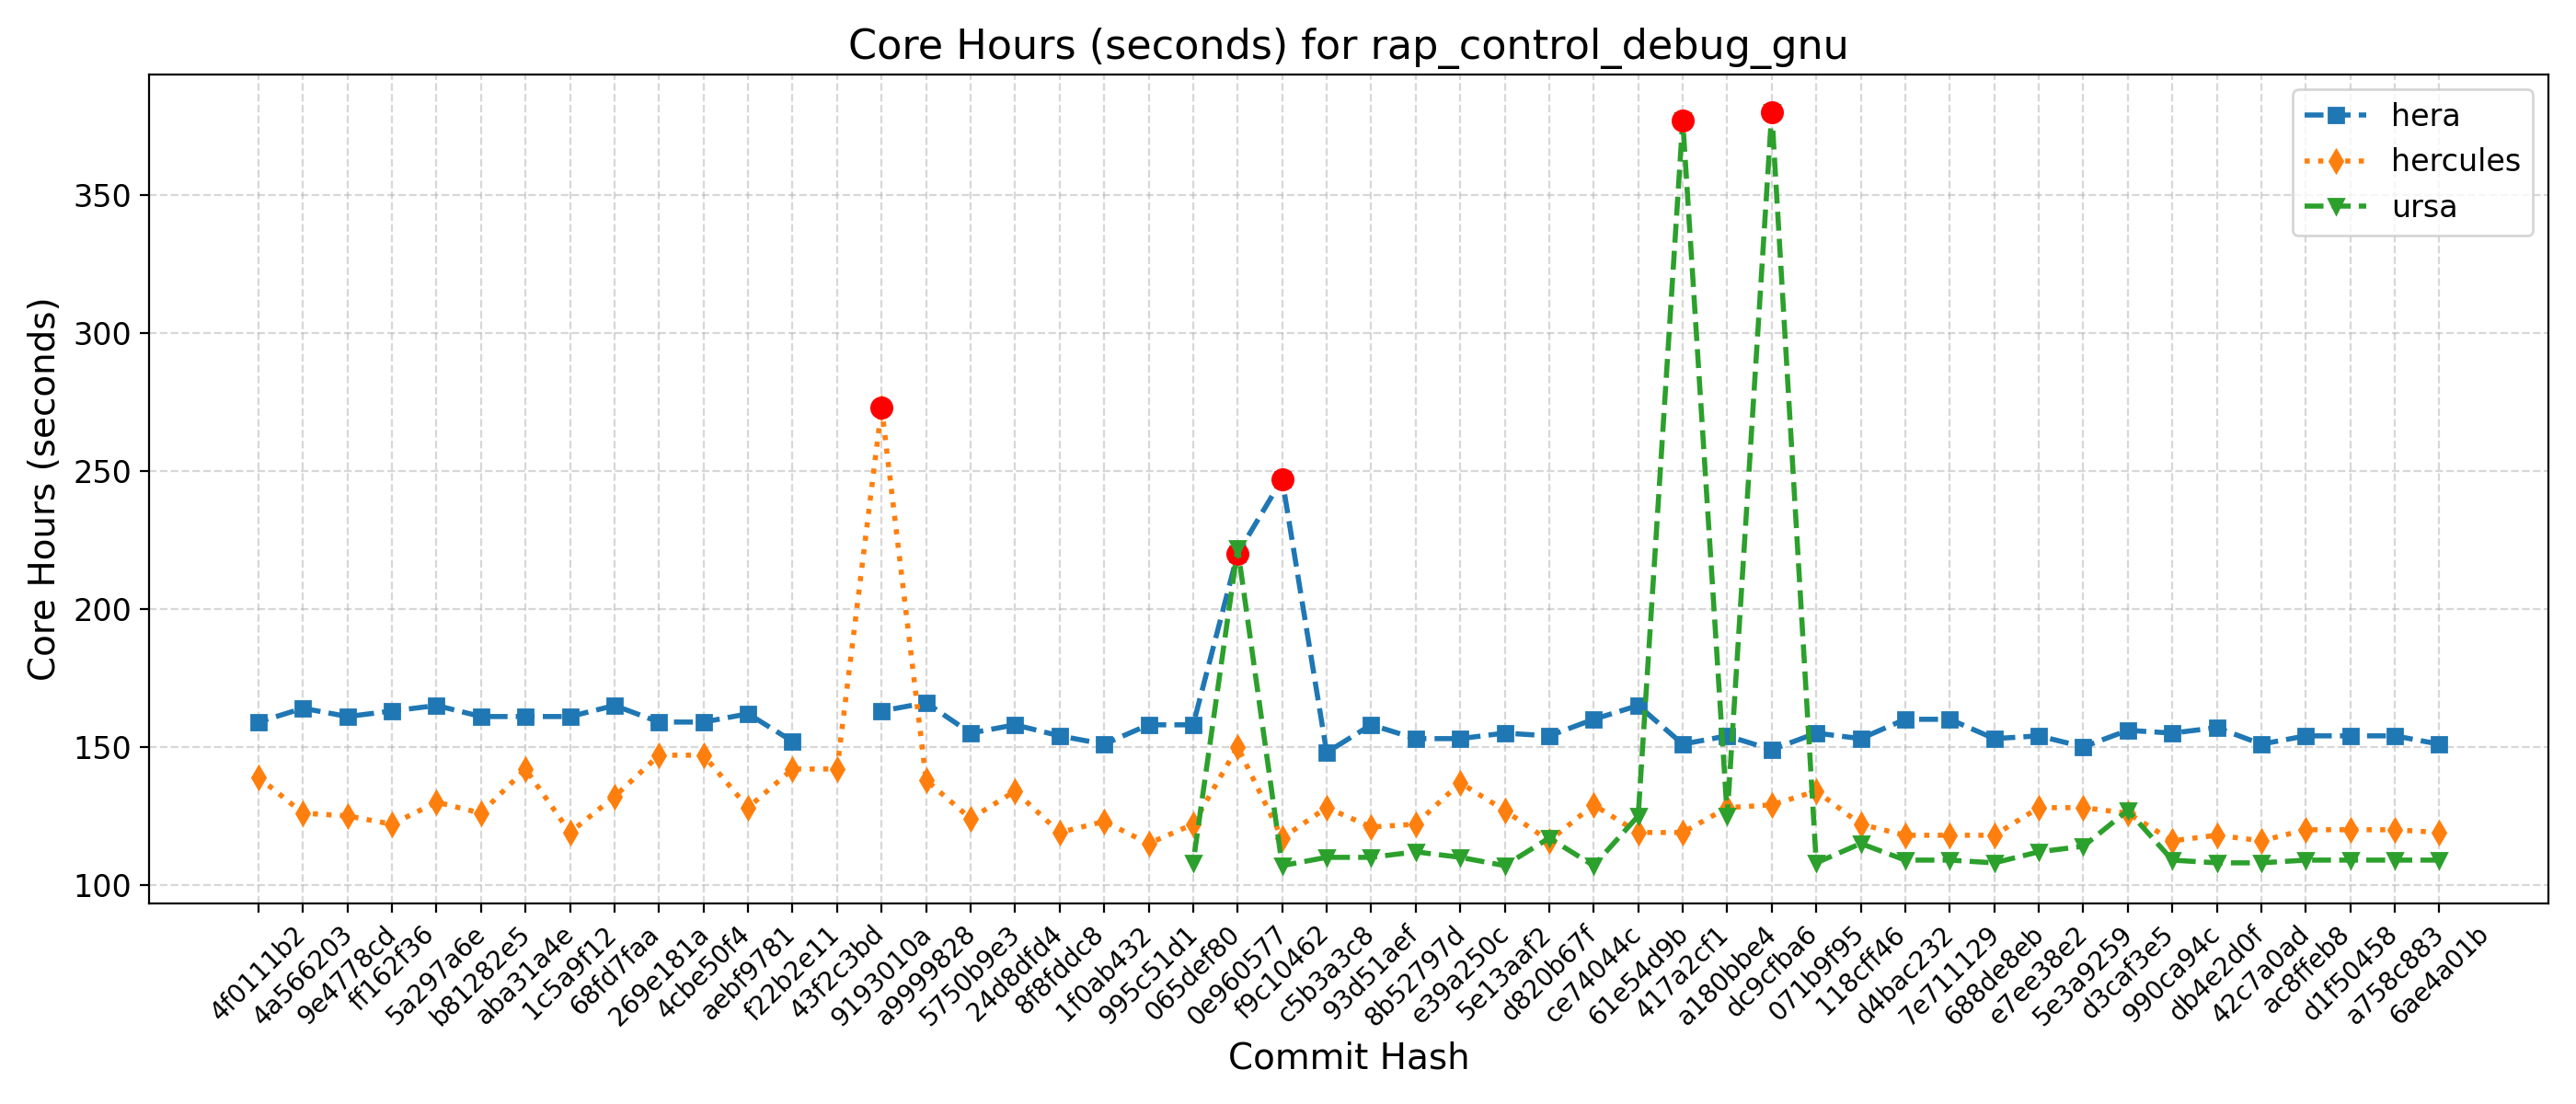 Core Hours (seconds) for rap_control_debug_gnu
hera
hercules
ursa
Core Hours (seconds)
350
300
250
200
150
100
4f0111b2
4a566203
9e4778cd
ff162f36
5a297a6e
b81282e5
aba31a4e
1c5a9f12
68fd7faa
269e181a
4cbe50f4
aebf9781
f22b2e11
43f2c3bd
9193010a
a9999828
5750b9e3
24d8dfd4
8f8fddc8
1f0ab432
995c51d1
065def80
0e960577
f9c10462
c5b3a3c8
93d51aef
8b52797d
e39a250c
5e13aaf2
d820b67f
ce74044c
61e54d9b
417a2cf1
a180bbe4
dc9cfba6
071b9f95
118cff46
d4bac232
7e711129
688de8eb
e7ee38e2
5e3a9259
d3caf3e5
990ca94c
db4e2d0f
42c7a0ad
ac8ffeb8
d1f50458
a758c883
6ae4a01b
Commit Hash